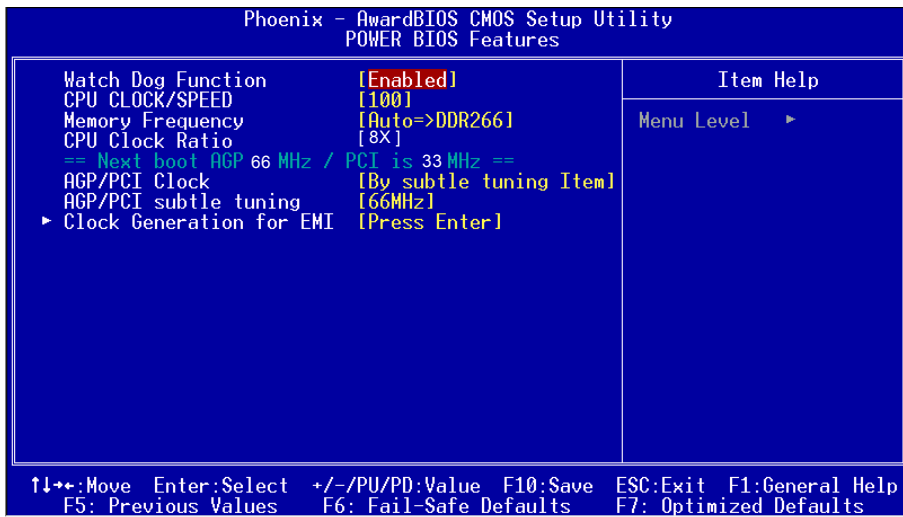 Phoenix - AwardBIOS CMOS Setup Utility
POWER BIOS Features
Watch Dog Function [Enabled]
CPU CLOCK/SPEED [100]
Memory Frequency [Auto=>DDR266]
CPU Clock Ratio [8X]
== Next boot AGP 66 MHz / PCI is 33 MHz ==
AGP/PCI Clock [By subtle tuning Item]
AGP/PCI subtle tuning [66MHz]
▶ Clock Generation for EMI [Press Enter]
Item Help
Menu Level ▶
↑↓→←:Move Enter:Select +/-/PU/PD:Value F10:Save ESC:Exit F1:General Help
F5: Previous Values F6: Fail-Safe Defaults F7: Optimized Defaults